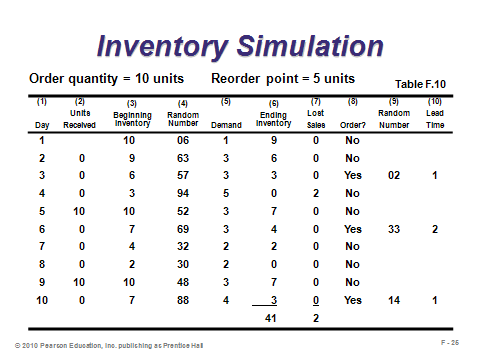 Inventory Simulation
Order quantity = 10 units Reorder point = 5 units Table F.10
(1) (2) (3) (4) (5) (6) (7) (8) (9) (10)
Units Beginning Random Ending Lost Random Lead
Day Received Inventory Number Demand Inventory Sales Order? Number Time
1 10 06 1 9 0 No
2 0 9 63 3 6 0 No
3 0 6 57 3 3 0 Yes 02 1
4 0 3 94 5 0 2 No
5 10 10 52 3 7 0 No
6 0 7 69 3 4 0 Yes 33 2
7 0 4 32 2 2 0 No
8 0 2 30 2 0 0 No
9 10 10 48 3 7 0 No
10 0 7 88 4 3 0 Yes 14 1
41 2
© 2010 Pearson Education, Inc. publishing as Prentice Hall F - 25